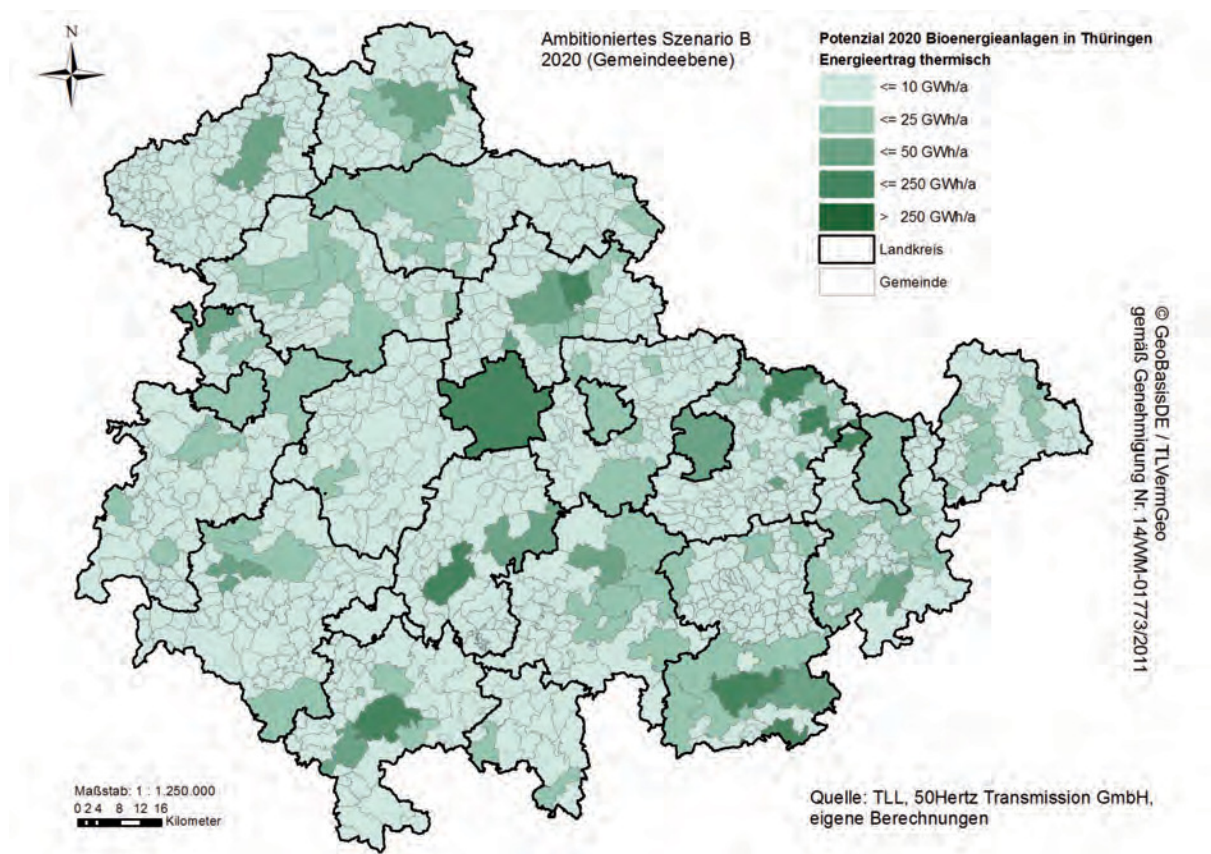 N
Ambitioniertes Szenario B
2020 (Gemeindeebene)
Potenzial 2020 Bioenergieanlagen in Thüringen
Energieertrag thermisch
<= 10 GWh/a
<= 25 GWh/a
<= 50 GWh/a
<= 250 GWh/a
> 250 GWh/a
Landkreis
Gemeinde
© GeoBasisDE / TLVermGeo
gemäß Genehmigung Nr. 14/WM-01773/2011
Maßstab: 1 : 1.250.000
0 2 4 8 12 16
Kilometer
Quelle: TLL, 50Hertz Transmission GmbH,
eigene Berechnungen